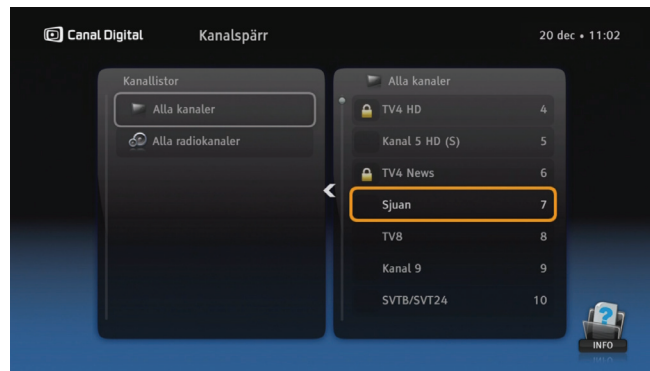 Canal Digital
Kanalspärr
20 dec • 11:02
Kanallistor
Alla kanaler
Alla radiokanaler
Alla kanaler
TV4 HD 4
Kanal 5 HD (S) 5
TV4 News 6
Sjuan 7
TV8 8
Kanal 9 9
SVTB/SVT24 10
INFO